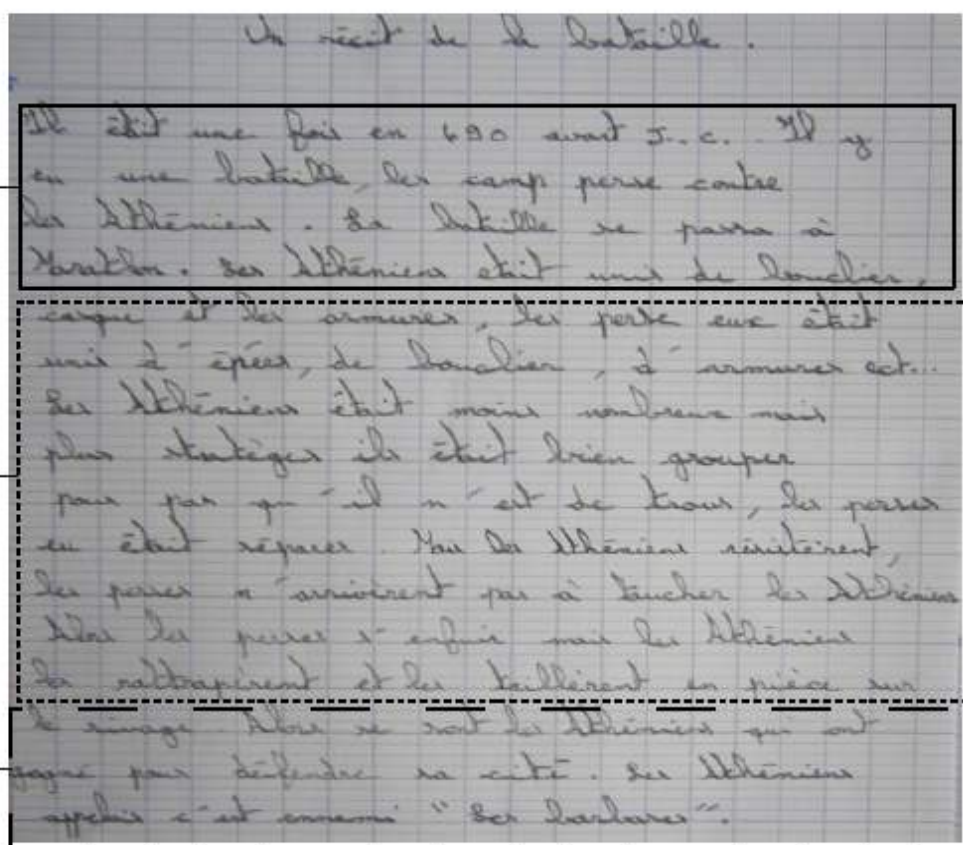 Un récit de la bataille.
Il étit une fois en 490 avant J.-C. Il y
eu une bataille, les camp perse contre
les Athéniens. La bataille se passa à
Marathon. Les Athéniens était unis de bouclier,
casque et les armures, les perse eux était
unis d'épées, de bouclier, d'armures ect...
Les Athéniens était moins nombreux mais
plus stratèges ils était bien grouper
pour pas qu'il n'est de trous, les perses
eu était séparer. Mais les Athéniens résistèrent,
les perses n'arrivèrent pas à toucher les Athéniens
Alors les perses s'enfuir mais les Athéniens
les rattrapèrent et les taillèrent en pièce sur
le rivage. Alors se sont les Athéniens qui ont
gagné pour défendre sa cité. Les Athéniens
appelais c'est ennemi "Les barbares".